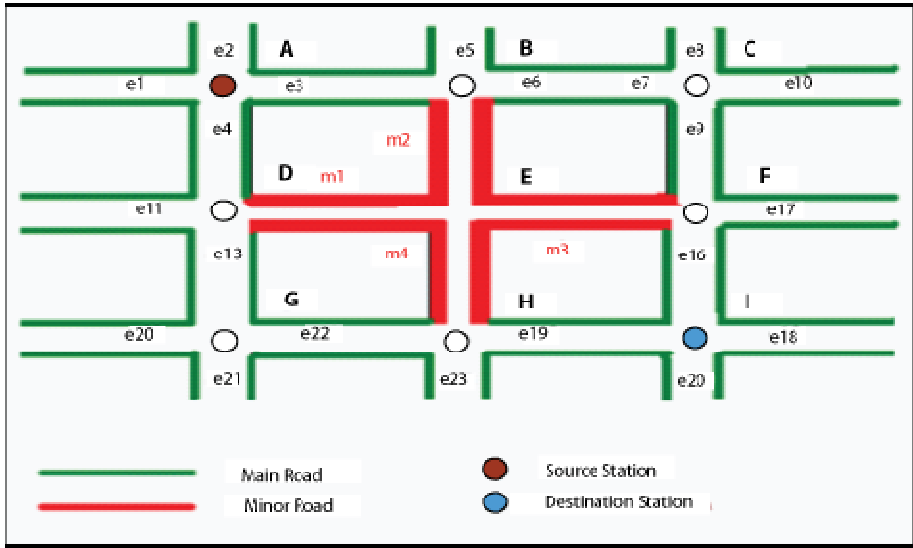 e2 A e5 B e8 C
e1 e3 e6 e7 e10
e4 m2 e9
D m1 E F
e11 e17
e13 m4 m3 e16
G H I
e20 e22 e19 e18
e21 e23 e20
Main Road Source Station
Minor Road Destination Station